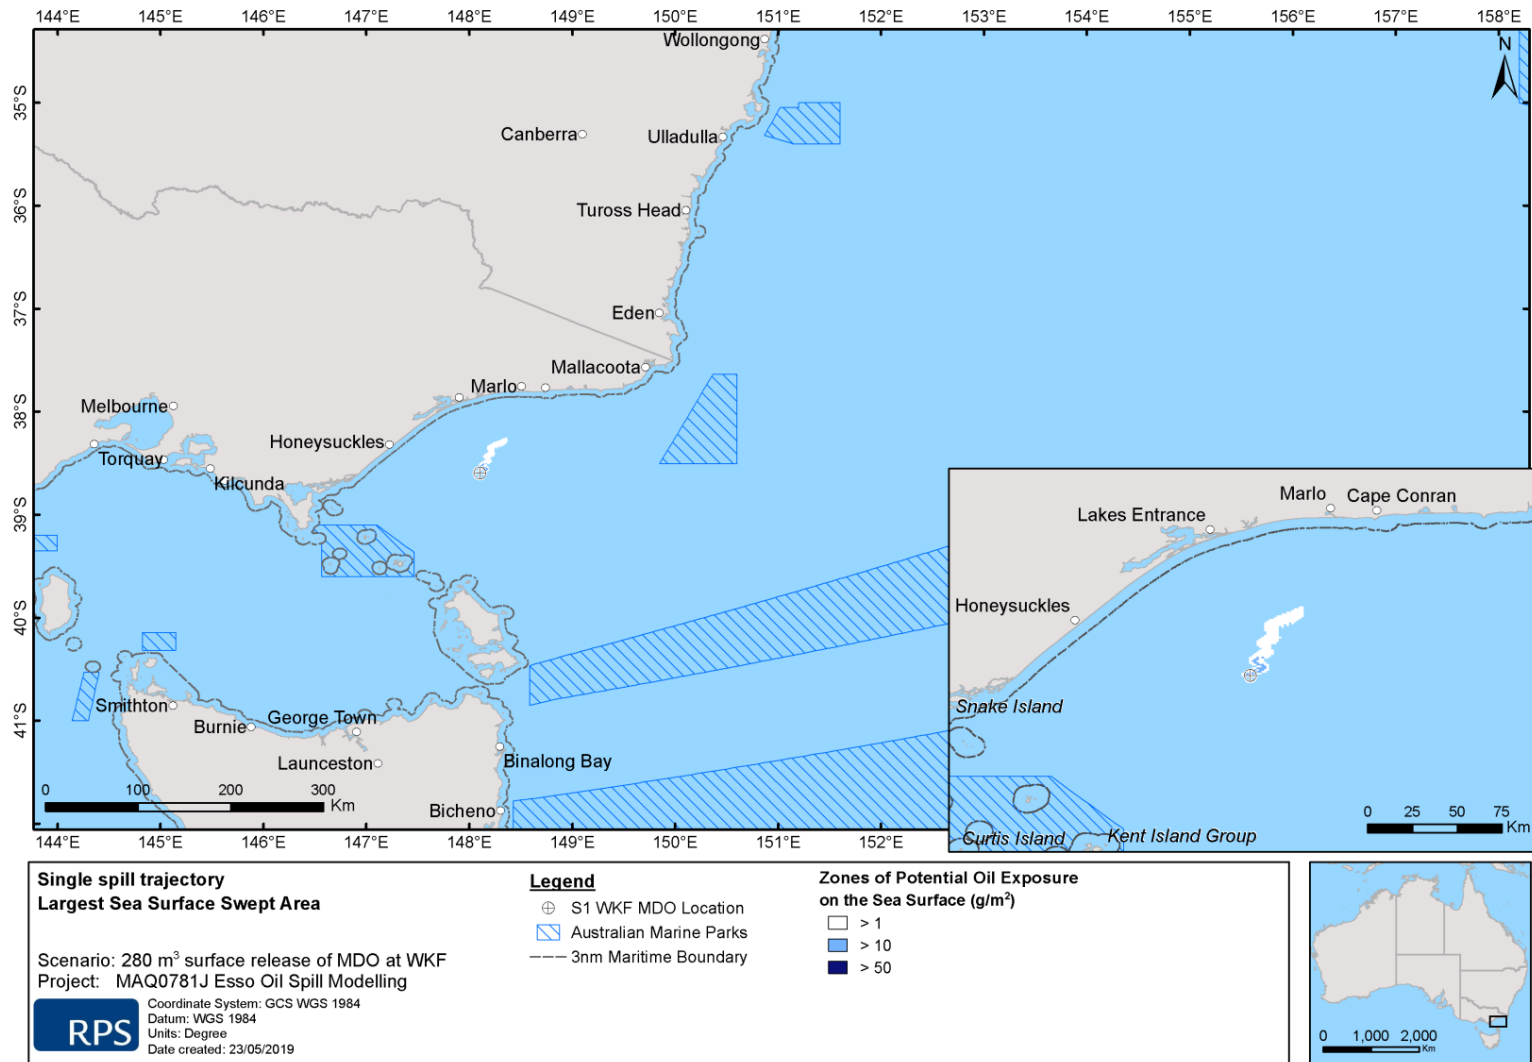 144°E 145°E 146°E 147°E 148°E 149°E 150°E 151°E 152°E 153°E 154°E 155°E 156°E 157°E 158°E
Wollongong
N
35°S
Canberra
Ulladulla
36°S
Tuross Head
37°S
Eden
Mallacoota
Marlo
38°S
Melbourne
Honeysuckles
Torquay
Kilcunda
39°S
40°S
Smithton
Burnie
George Town
41°S
Launceston
Binalong Bay
Bicheno
0 100 200 300
Km
144°E 145°E 146°E 147°E 148°E 149°E 150°E 151°E 152°E
Marlo
Cape Conran
Lakes Entrance
Honeysuckles
Snake Island
Curtis Island
Kent Island Group
0 25 50 75
Km
Single spill trajectory
Largest Sea Surface Swept Area
Scenario: 280 m³ surface release of MDO at WKF
Project: MAQ0781J Esso Oil Spill Modelling
RPS
Coordinate System: GCS WGS 1984
Datum: WGS 1984
Units: Degree
Date created: 23/05/2019
Legend
S1 WKF MDO Location
Australian Marine Parks
3nm Maritime Boundary
Zones of Potential Oil Exposure
on the Sea Surface (g/m²)
> 1
> 10
> 50
0 1,000 2,000
Km